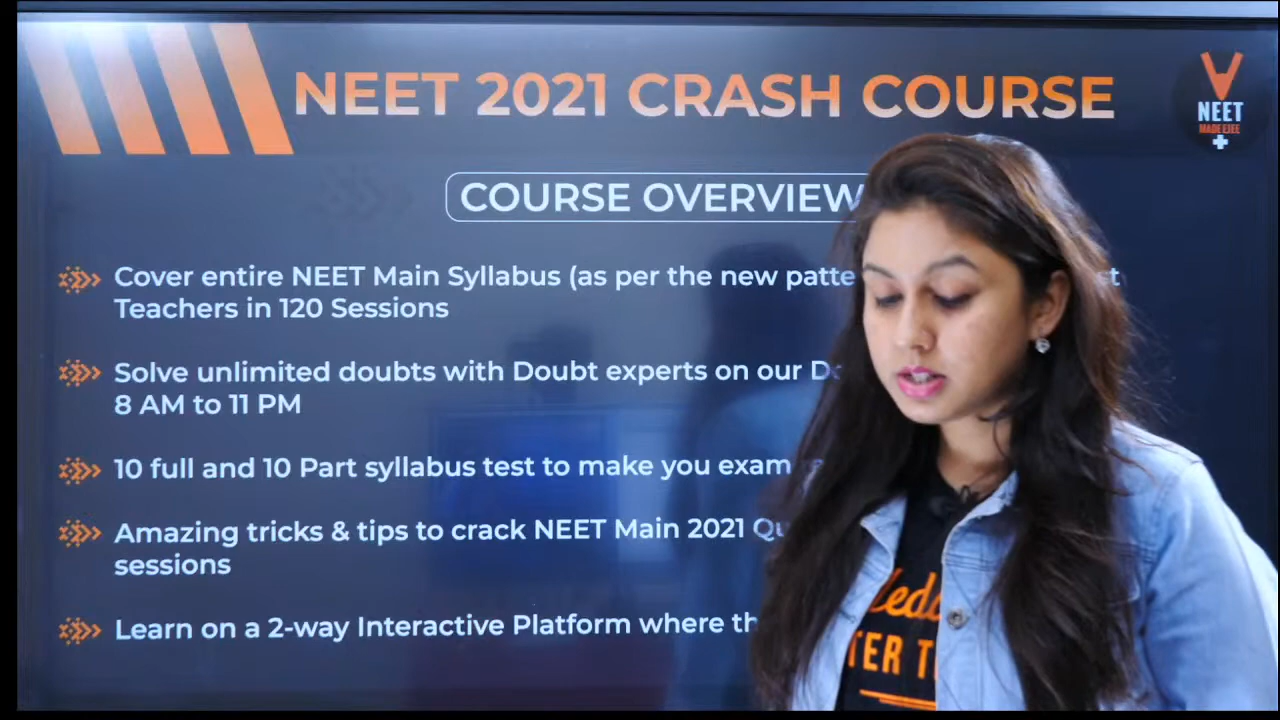 NEET 2021 CRASH COURSE
NEET
MADE EJEE
COURSE OVERVIEW
Cover entire NEET Main Syllabus (as per the new
Teachers in 120 Sessions
Solve unlimited doubts with Doubt experts on our
8 AM to 11 PM
10 full and 10 Part syllabus test to make you exam
Amazing tricks & tips to crack NEET Main 2021
sessions
Learn on a 2-way Interactive Platform where